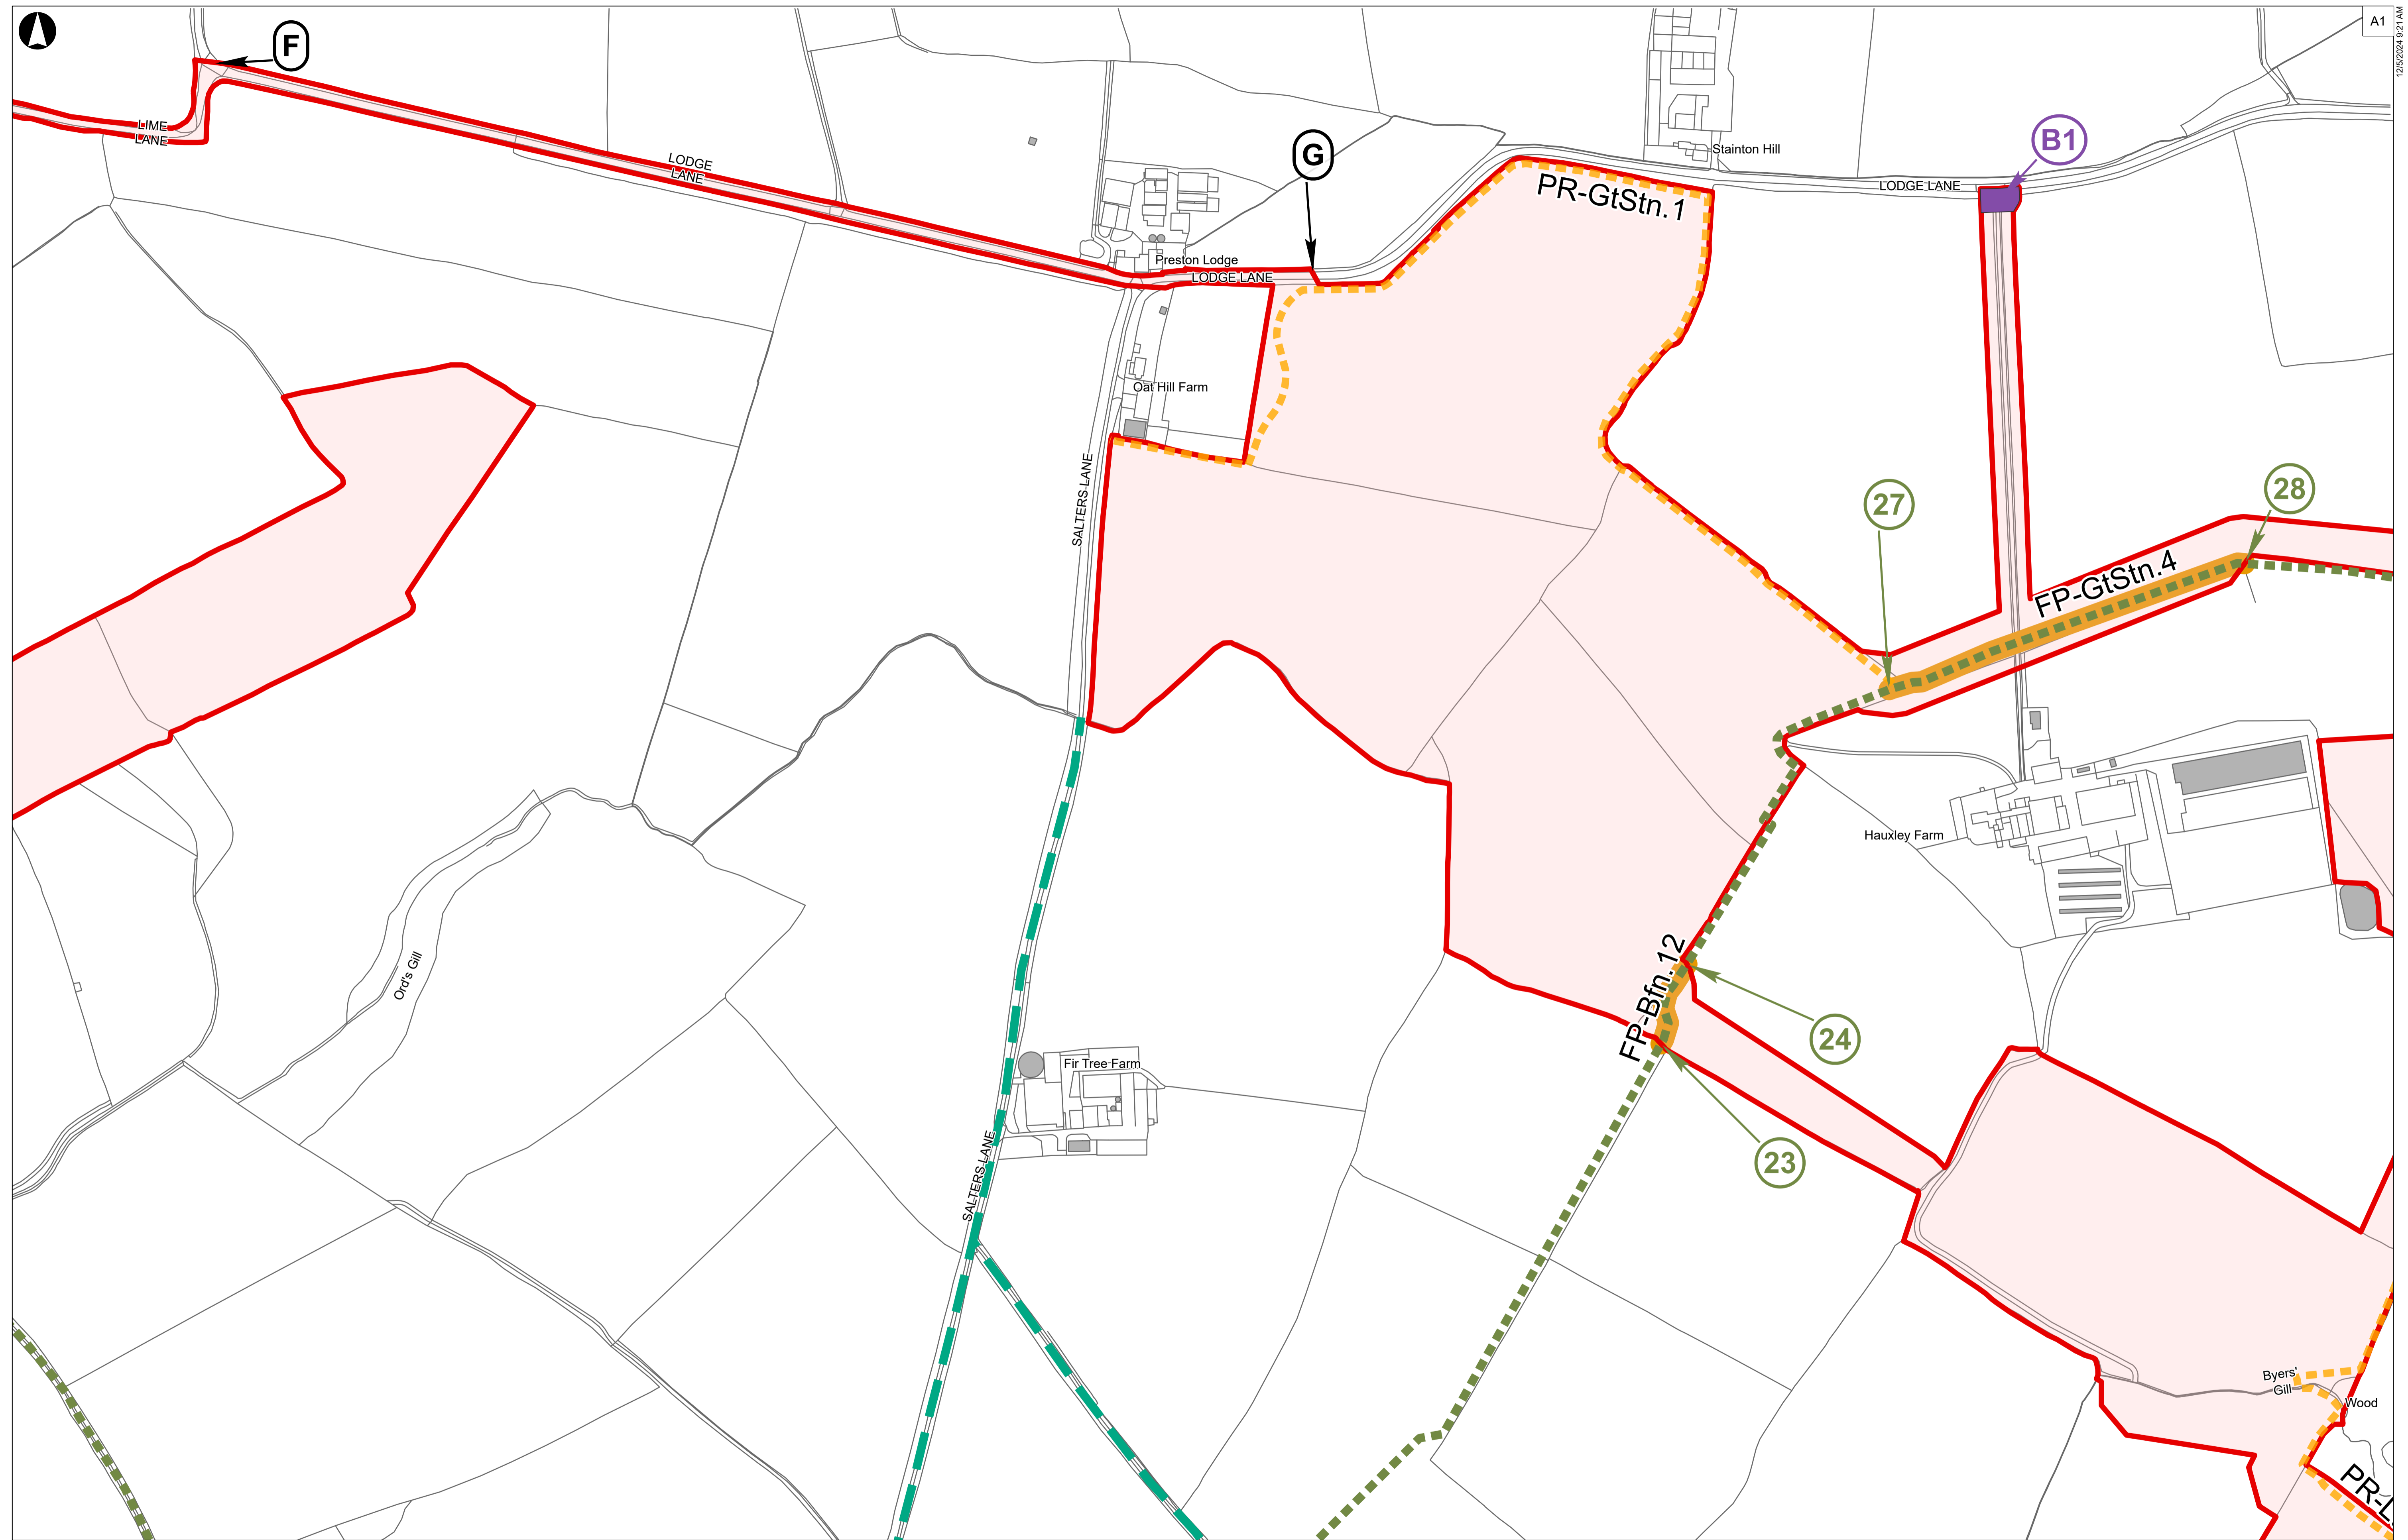 A1
12/5/2024 9:21 AM
F
LIME
LANE
LODGE
LANE
G
Stainton Hill
B1
LODGE LANE
PR-GtStn.1
Preston Lodge
LODGE LANE
Oat Hill Farm
SALTERS LANE
27
28
FP-GtStn.4
Hauxley Farm
Ord's Gill
FP-Bfn.12
24
Fir Tree Farm
23
SALTERS LANE
Byers'
Gill
Wood